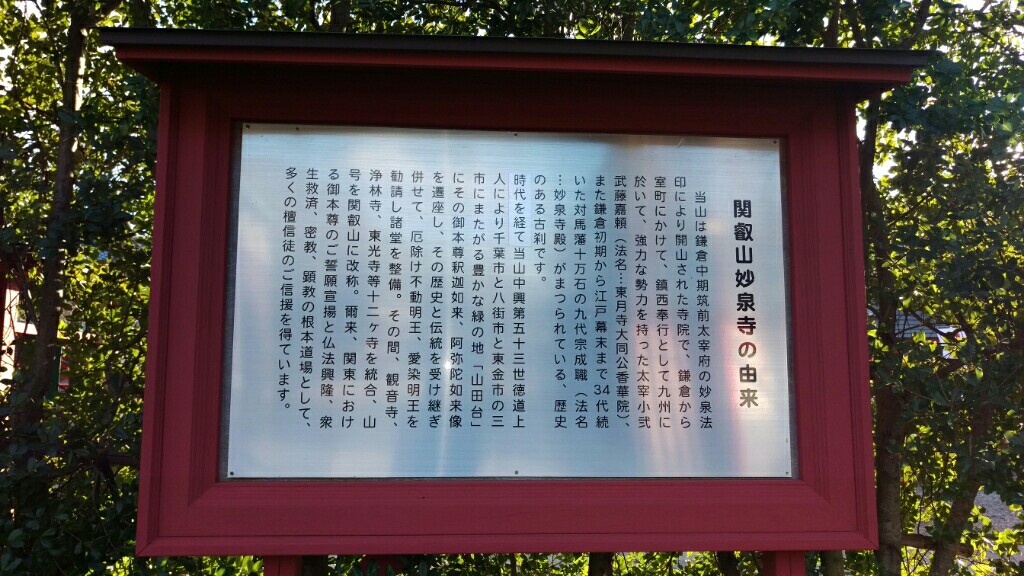 関叡山妙泉寺の由来
当山は鎌倉中期筑前太宰府の妙泉法
印により開山された寺院で、鎌倉から
室町にかけて、鎮西奉行として九州に
於いて、強力な勢力を持った太宰小弐
武藤嘉頼（法名…東月寺大同公香華院）、
また鎌倉初期から江戸幕末まで34代続
いた対馬藩十万石の九代宗成職（法名
…妙泉寺殿）がまつられている、歴史
のある古刹です。
時代を経て当山中興第五十三世徳道上
人により千葉市と八街市と東金市の三
市にまたがる豊かな緑の地「山田台」
にその御本尊釈迦如来、阿弥陀如来像
を遷座し、その歴史と伝統を受け継ぎ
併せて、厄除け不動明王、愛染明王を
勧請し諸堂を整備。その間、観音寺、
浄林寺、東光寺等十二ヶ寺を統合、山
号を関叡山に改称。爾来、関東におけ
る御本尊のご誓願宣揚と仏法興隆、衆
生救済、密教、顕教の根本道場として、
多くの檀信徒のご信援を得ています。